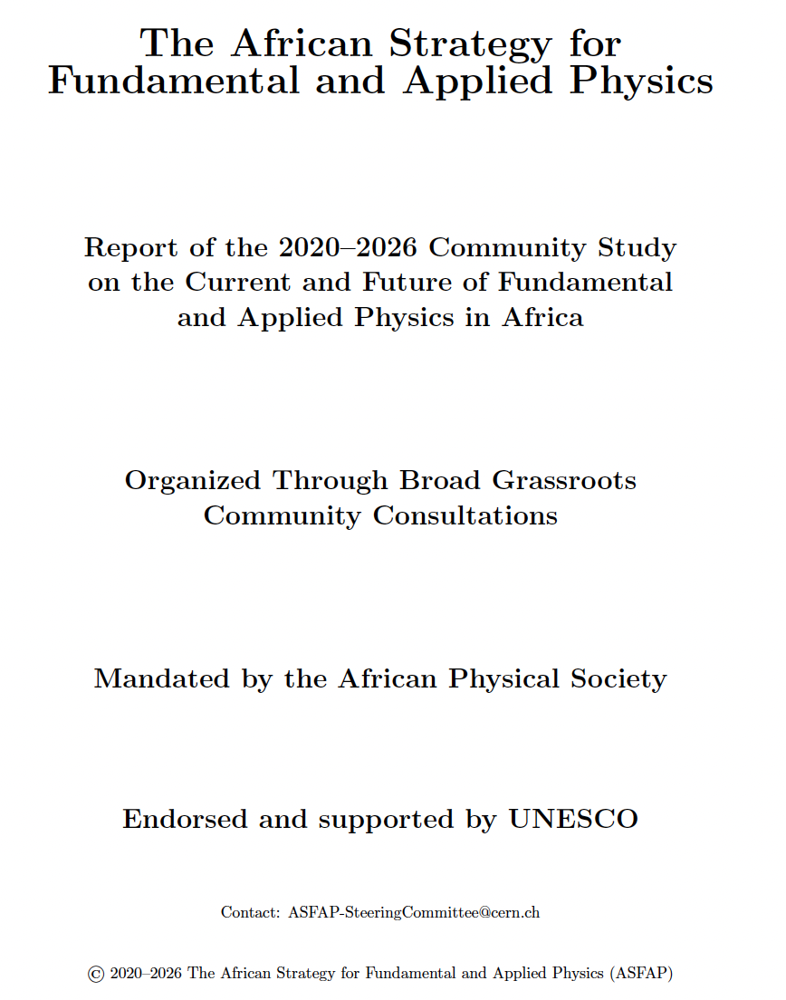 The African Strategy for
Fundamental and Applied Physics
Report of the 2020–2026 Community Study
on the Current and Future of Fundamental
and Applied Physics in Africa
Organized Through Broad Grassroots
Community Consultations
Mandated by the African Physical Society
Endorsed and supported by UNESCO
Contact: ASFAP-SteeringCommittee@cern.ch
© 2020–2026 The African Strategy for Fundamental and Applied Physics (ASFAP)